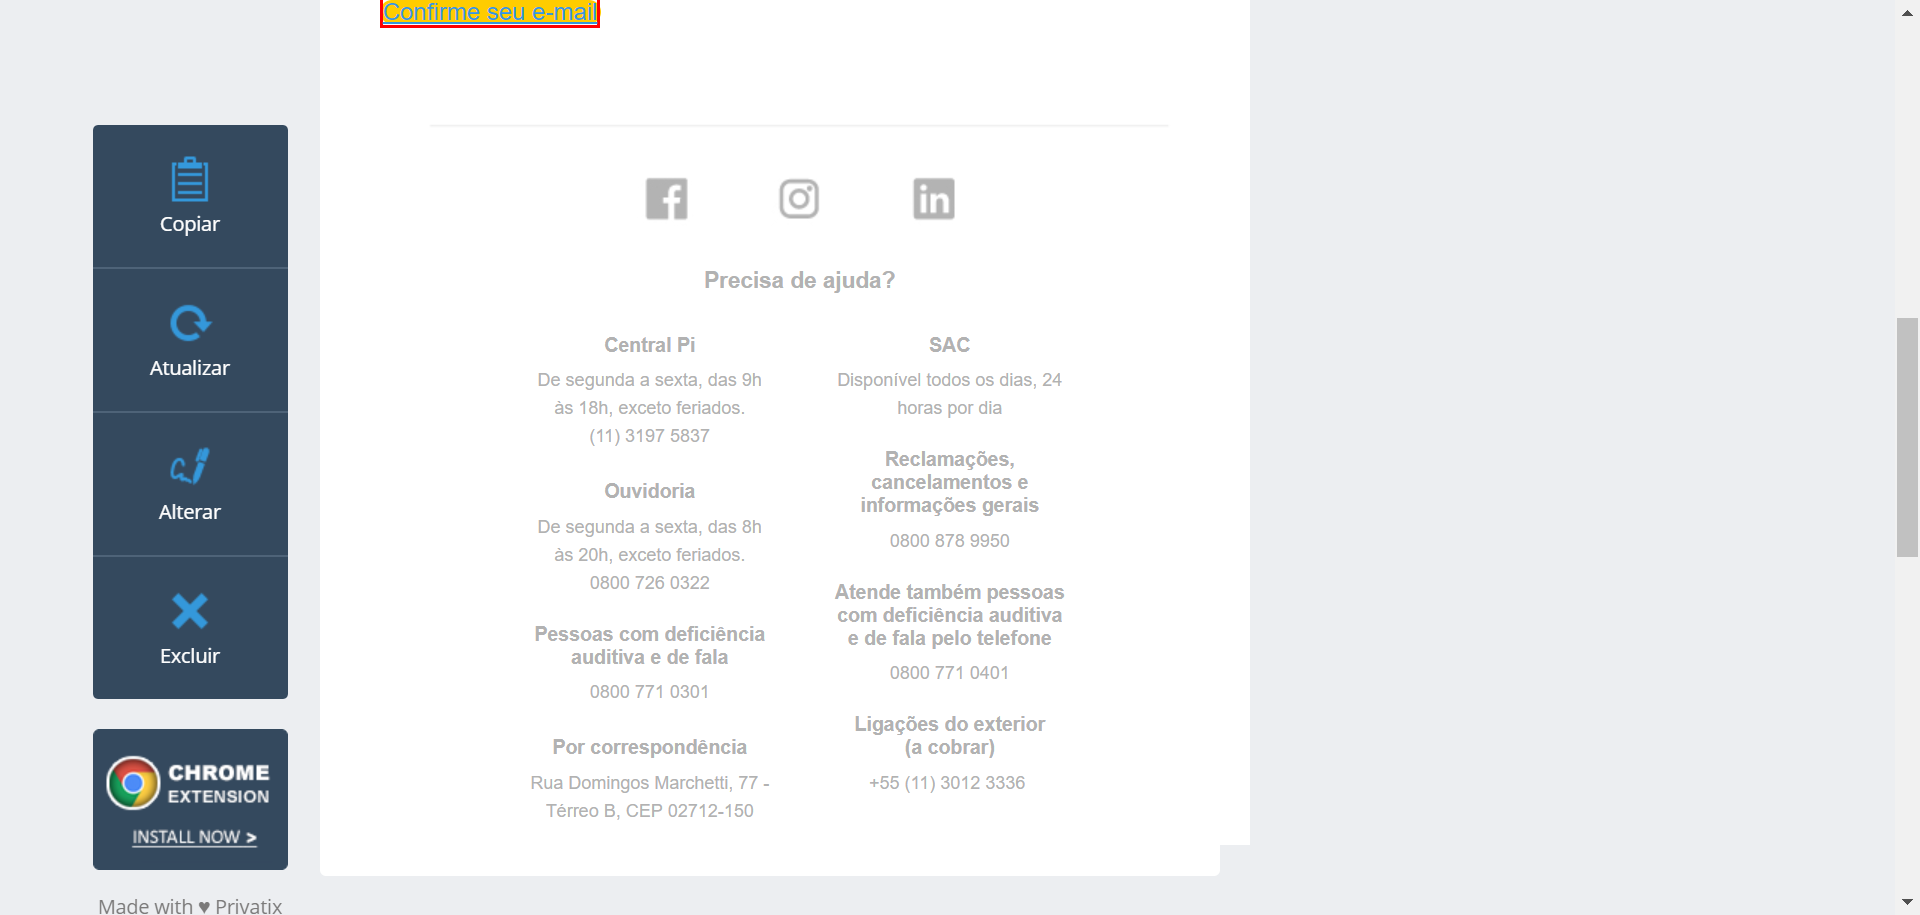 Confirme seu e-mail
Copiar
Atualizar
Alterar
Excluir
CHROME
EXTENSION
INSTALL NOW >
Made with ♥ Privatix
Precisa de ajuda?
Central Pi
De segunda a sexta, das 9h
às 18h, exceto feriados.
(11) 3197 5837
Ouvidoria
De segunda a sexta, das 8h
às 20h, exceto feriados.
0800 726 0322
Pessoas com deficiência
auditiva e de fala
0800 771 0301
Por correspondência
Rua Domingos Marchetti, 77 -
Térreo B, CEP 02712-150
SAC
Disponível todos os dias, 24
horas por dia
Reclamações,
cancelamentos e
informações gerais
0800 878 9950
Atende também pessoas
com deficiência auditiva
e de fala pelo telefone
0800 771 0401
Ligações do exterior
(a cobrar)
+55 (11) 3012 3336